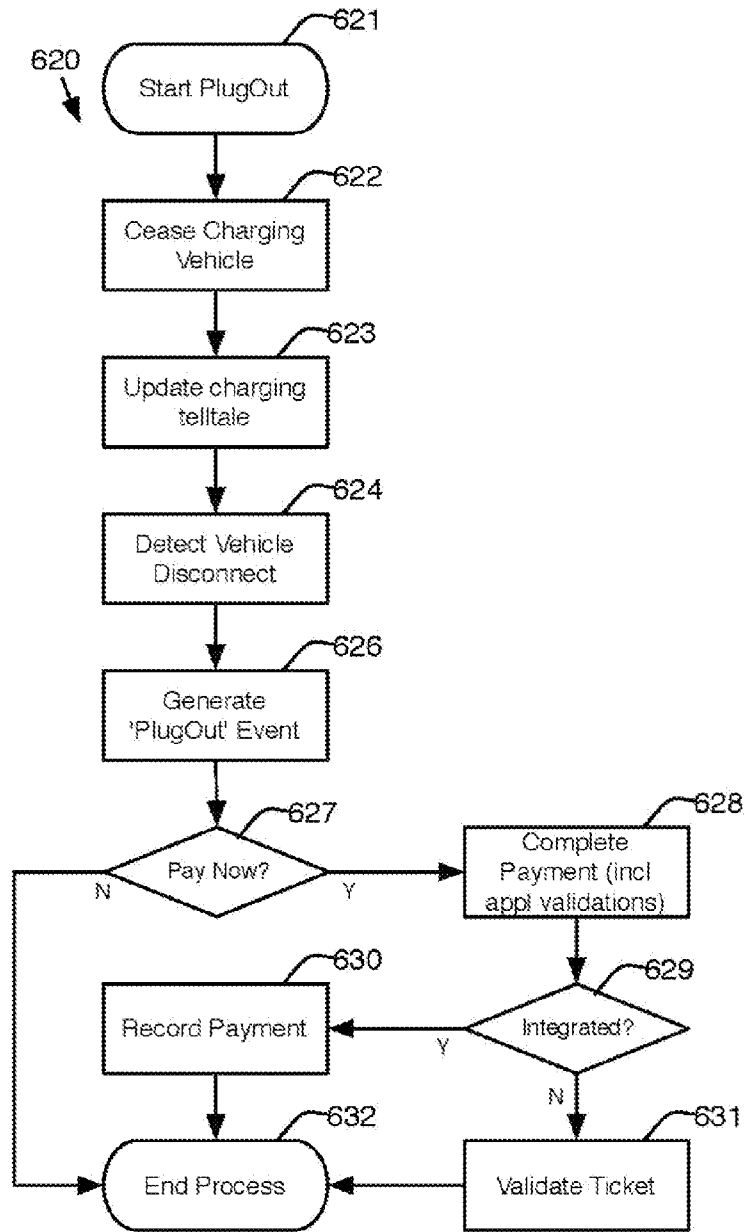 621
620
Start PlugOut
622
Cease Charging
Vehicle
623
Update charging
telltale
624
Detect Vehicle
Disconnect
626
Generate
'PlugOut' Event
627
628
Pay Now?
N
Y
Complete
Payment (incl
appl validations)
630
629
Record Payment
Integrated?
Y
N
632
631
End Process
Validate Ticket